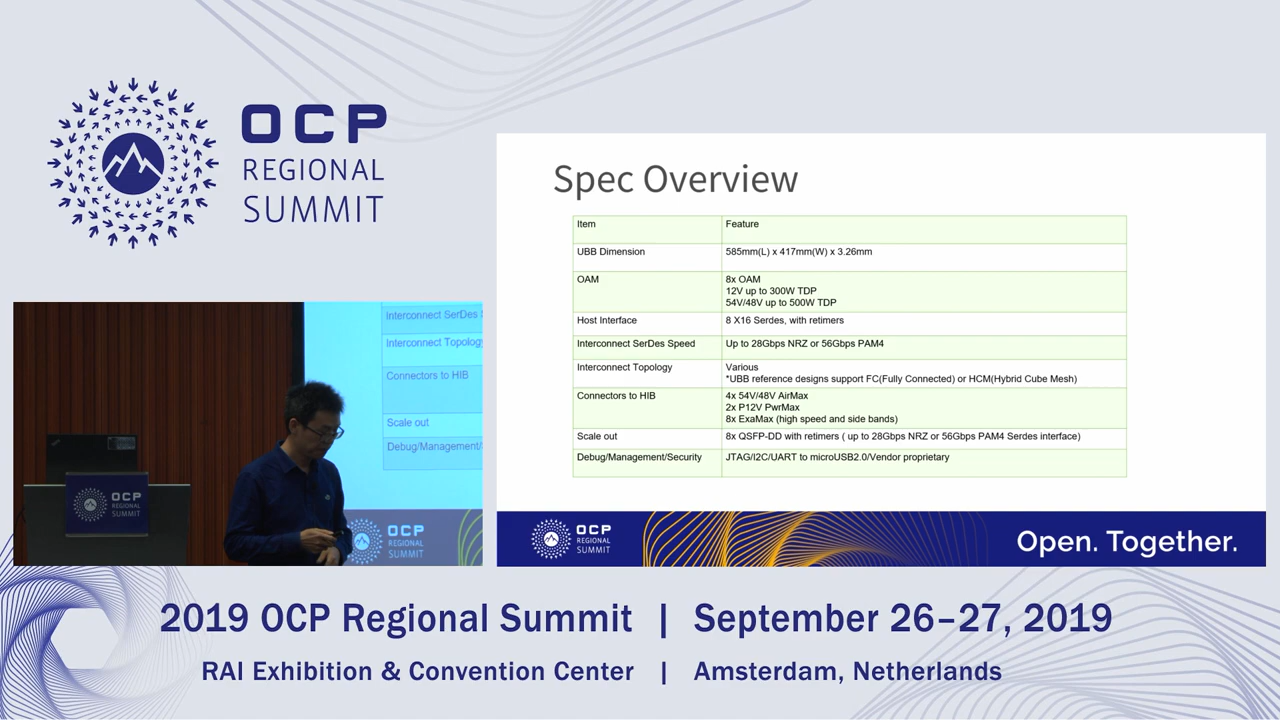 OCP
REGIONAL
SUMMIT
Spec Overview
Item Feature
UBB Dimension 585mm(L) x 417mm(W) x 3.26mm
OAM 8x OAM
12V up to 300W TDP
54V/48V up to 500W TDP
Host Interface 8 X16 Serdes, with retimers
Interconnect SerDes Speed Up to 28Gbps NRZ or 56Gbps PAM4
Interconnect Topology Various
*UBB reference designs support FC(Fully Connected) or HCM(Hybrid Cube Mesh)
Connectors to HIB 4x 54V/48V AirMax
2x P12V PwrMax
8x ExaMax (high speed and side bands)
Scale out 8x QSFP-DD with retimers ( up to 28Gbps NRZ or 56Gbps PAM4 Serdes interface)
Debug/Management/Security JTAG/I2C/UART to microUSB2.0/Vendor proprietary
OCP
REGIONAL
SUMMIT
Open. Together.
Interconnect SerDes
Interconnect Topology
Connectors to HIB
Scale out
Debug/Management/
OCP
REGIONAL
SUMMIT
OCP
REGIONAL
SUMMIT
2019 OCP Regional Summit | September 26–27, 2019
RAI Exhibition & Convention Center | Amsterdam, Netherlands